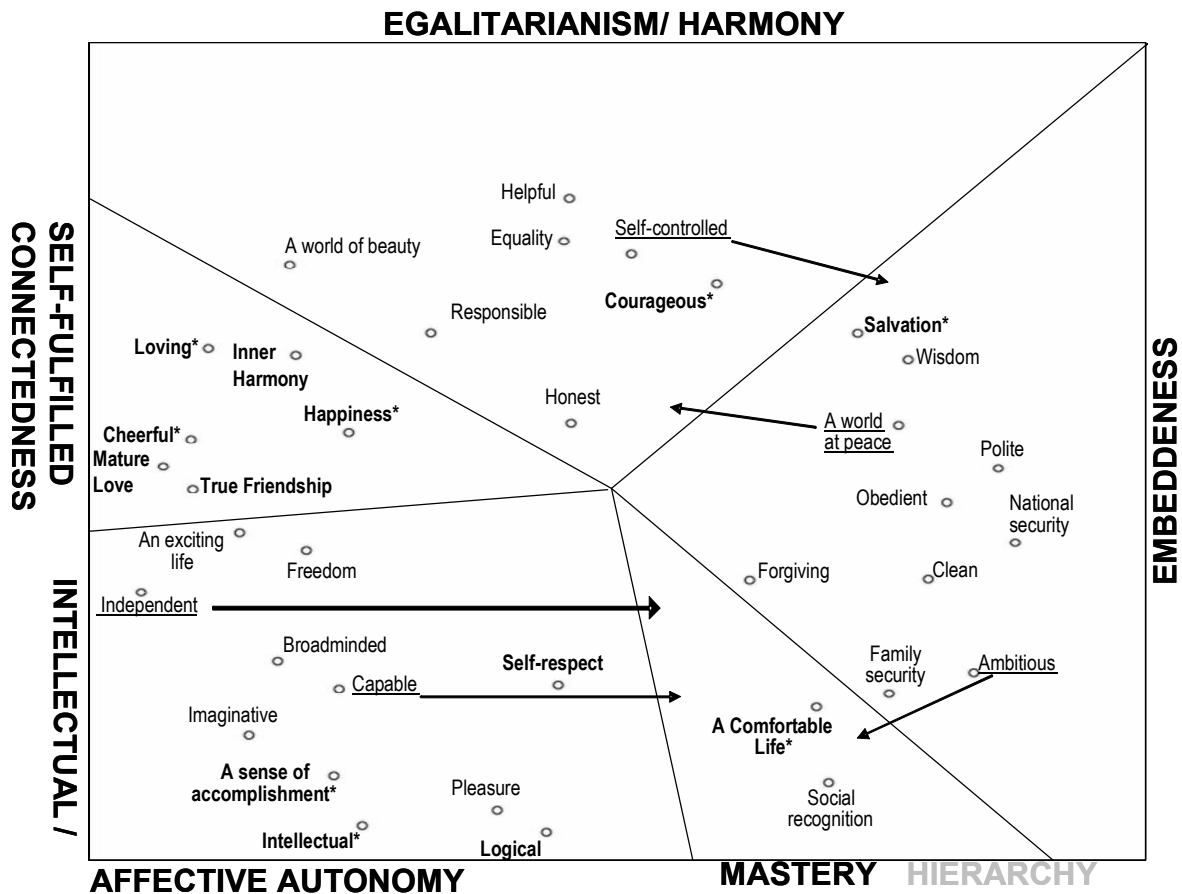 EGALITARIANISM/ HARMONY
SELF-FULFILLED
CONNECTEDNESS
Helpful
Equality
Self-controlled
A world of beauty
Courageous*
Responsible
Salvation*
Wisdom
Loving*
Inner
Harmony
Happiness*
Honest
A world
at peace
Cheerful*
Mature
Love
True Friendship
Polite
Obedient
National
security
EMBEDDENESS
An exciting
life
Freedom
Forgiving
Clean
Independent
INTELLECTUAL /
Broadminded
Capable
Self-respect
Family
security
Ambitious
Imaginative
A Comfortable
Life*
A sense of
accomplishment*
Pleasure
Social
recognition
Intellectual*
Logical
AFFECTIVE AUTONOMY
MASTERY
HIERARCHY